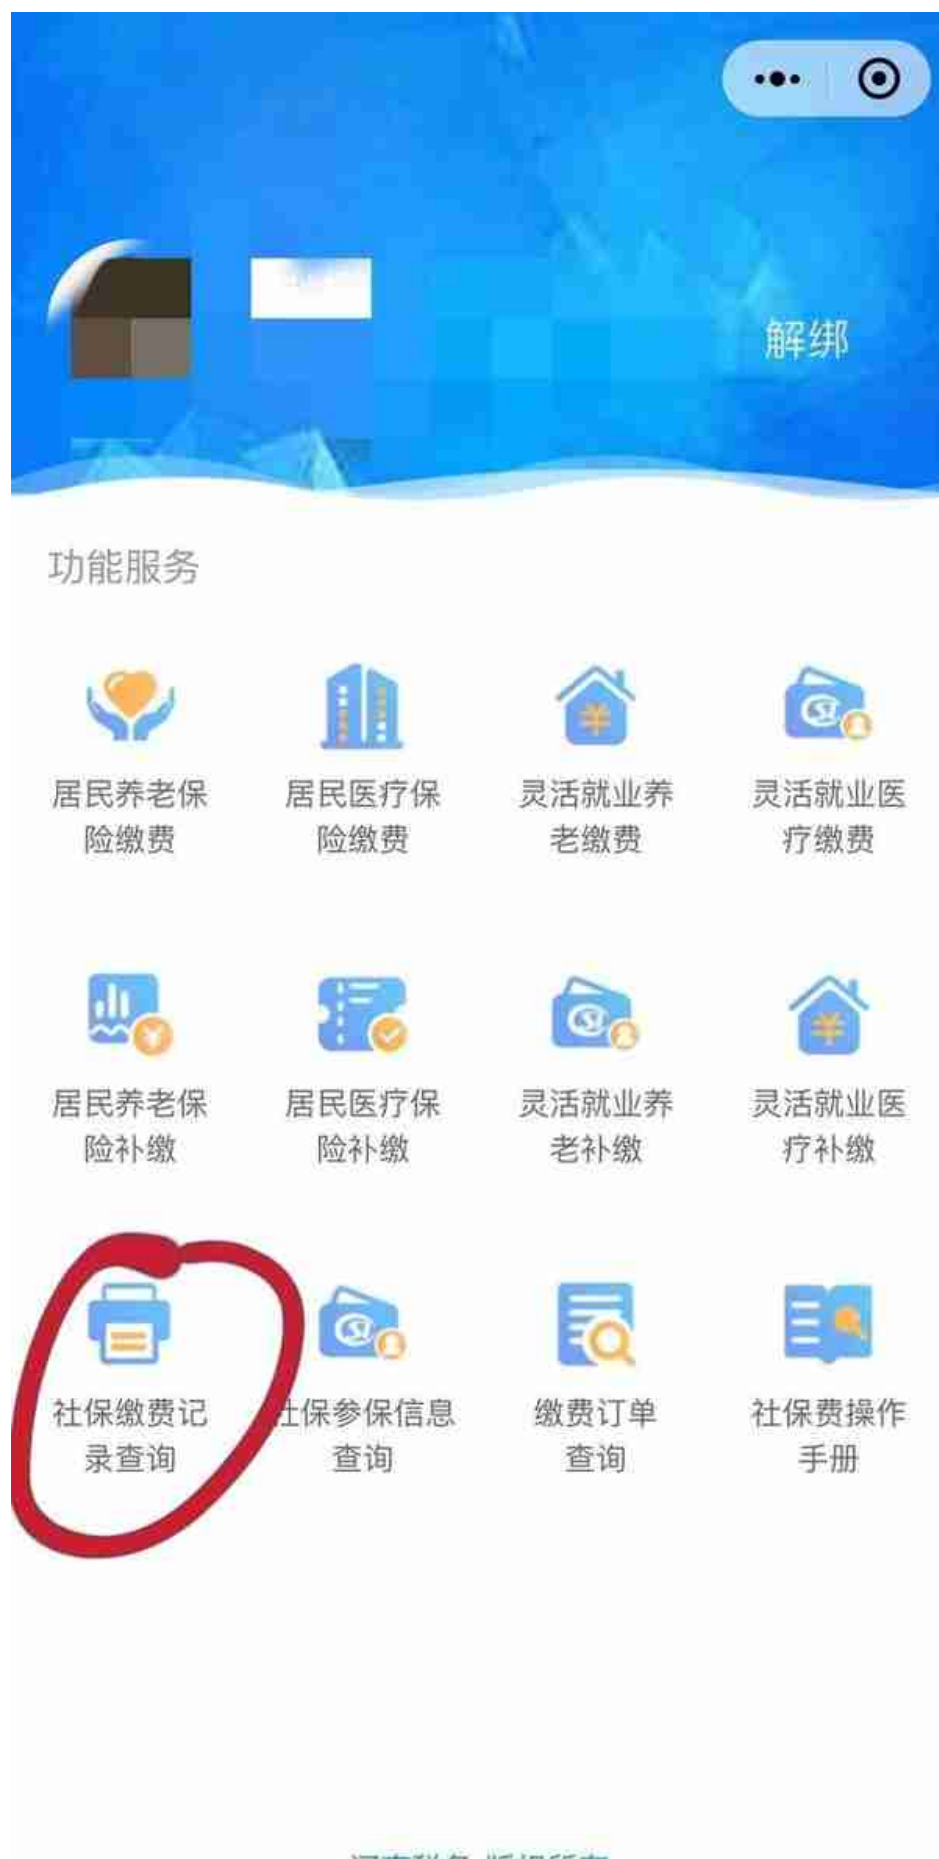 解绑
功能服务
居民养老保
险缴费
居民医疗保
险缴费
灵活就业养
老缴费
灵活就业医
疗缴费
居民养老保
险补缴
居民医疗保
险补缴
灵活就业养
老补缴
灵活就业医
疗补缴
社保缴费记
录查询
社保参保信息
查询
缴费订单
查询
社保费操作
手册